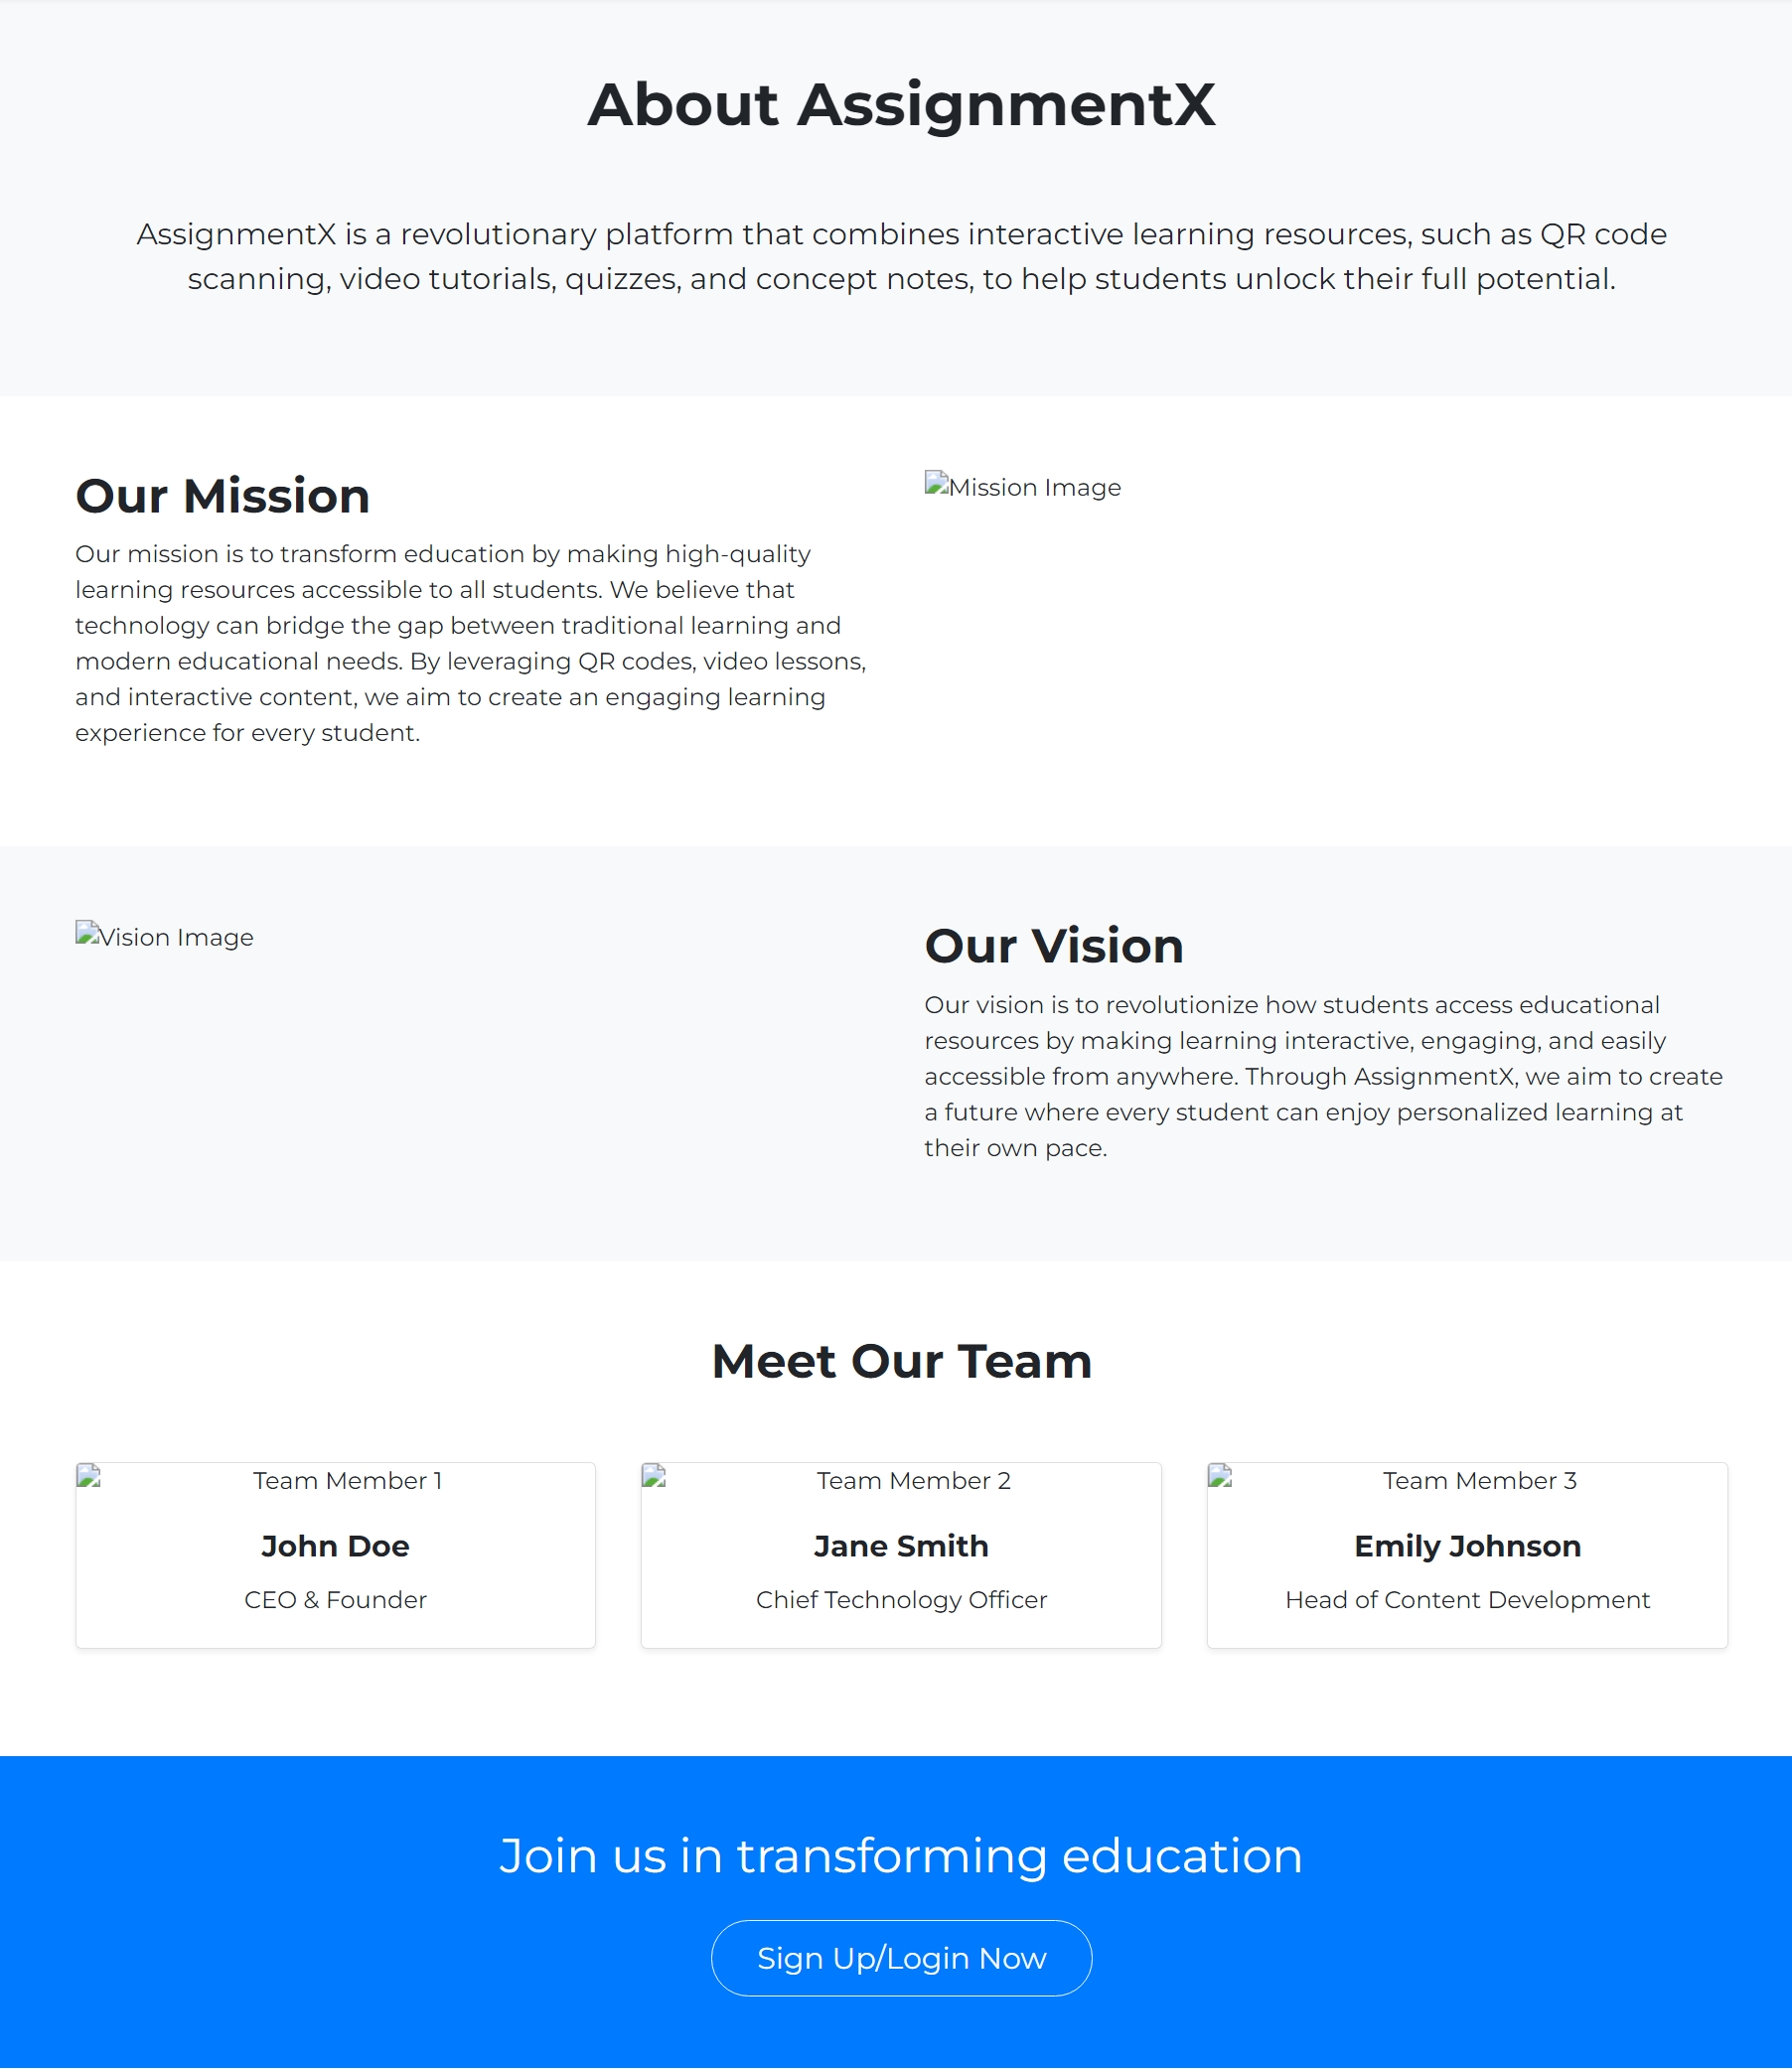 About AssignmentX
AssignmentX is a revolutionary platform that combines interactive learning resources, such as QR code
scanning, video tutorials, quizzes, and concept notes, to help students unlock their full potential.
Our Mission
Our mission is to transform education by making high-quality
learning resources accessible to all students. We believe that
technology can bridge the gap between traditional learning and
modern educational needs. By leveraging QR codes, video lessons,
and interactive content, we aim to create an engaging learning
experience for every student.
Mission Image
Vision Image
Our Vision
Our vision is to revolutionize how students access educational
resources by making learning interactive, engaging, and easily
accessible from anywhere. Through AssignmentX, we aim to create
a future where every student can enjoy personalized learning at
their own pace.
Meet Our Team
Team Member 1
John Doe
CEO & Founder
Team Member 2
Jane Smith
Chief Technology Officer
Team Member 3
Emily Johnson
Head of Content Development
Join us in transforming education
Sign Up/Login Now